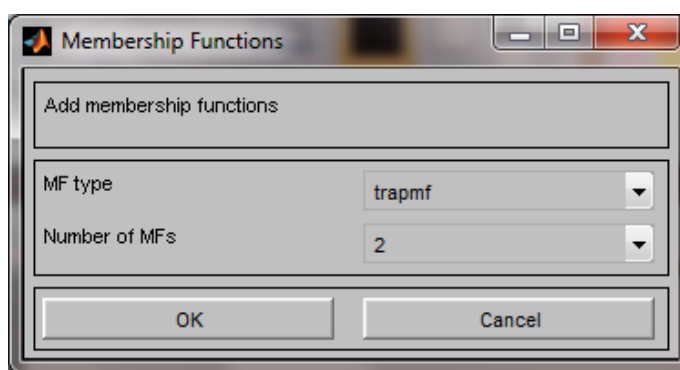 Membership Functions
Add membership functions
MF type
trapmf
Number of MFs
2
OK
Cancel